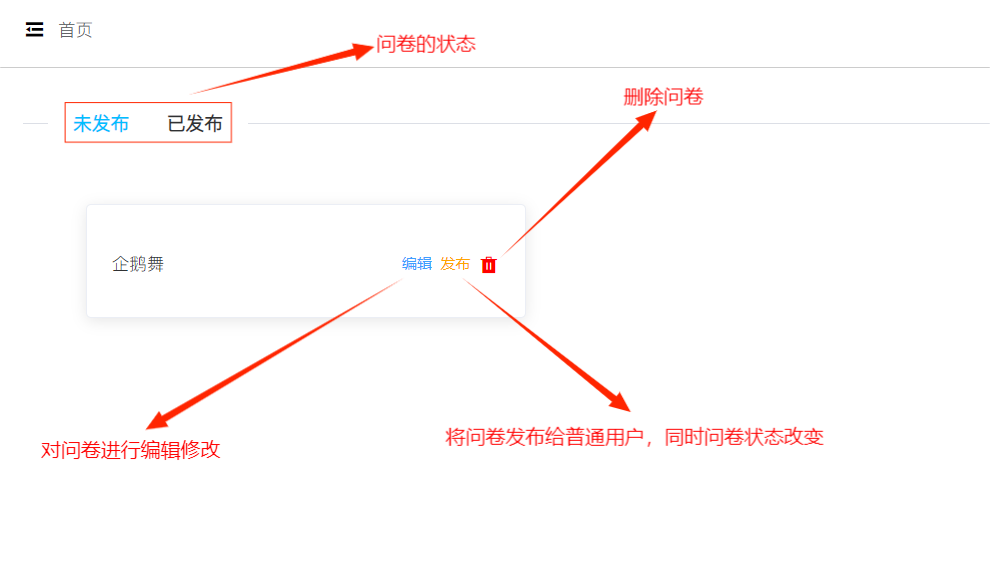 首页
问卷的状态
删除问卷
未发布 已发布
企鹅舞 编辑 发布
将问卷发布给普通用户，同时问卷状态改变
对问卷进行编辑修改